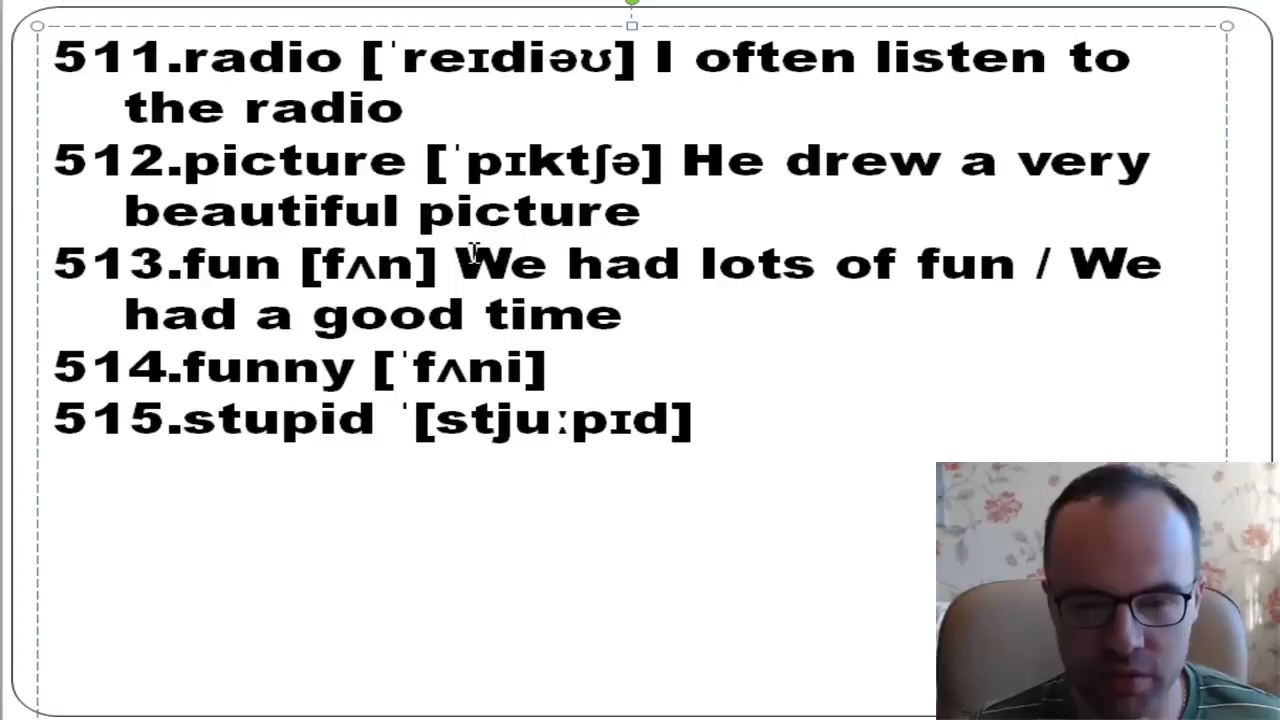 511.radio [ˈreɪdiəʊ] I often listen to
the radio
512.picture [ˈpɪktʃə] He drew a very
beautiful picture
513.fun [fʌn] We had lots of fun / We
had a good time
514.funny [ˈfʌni]
515.stupid ˈ[stjuːpɪd]